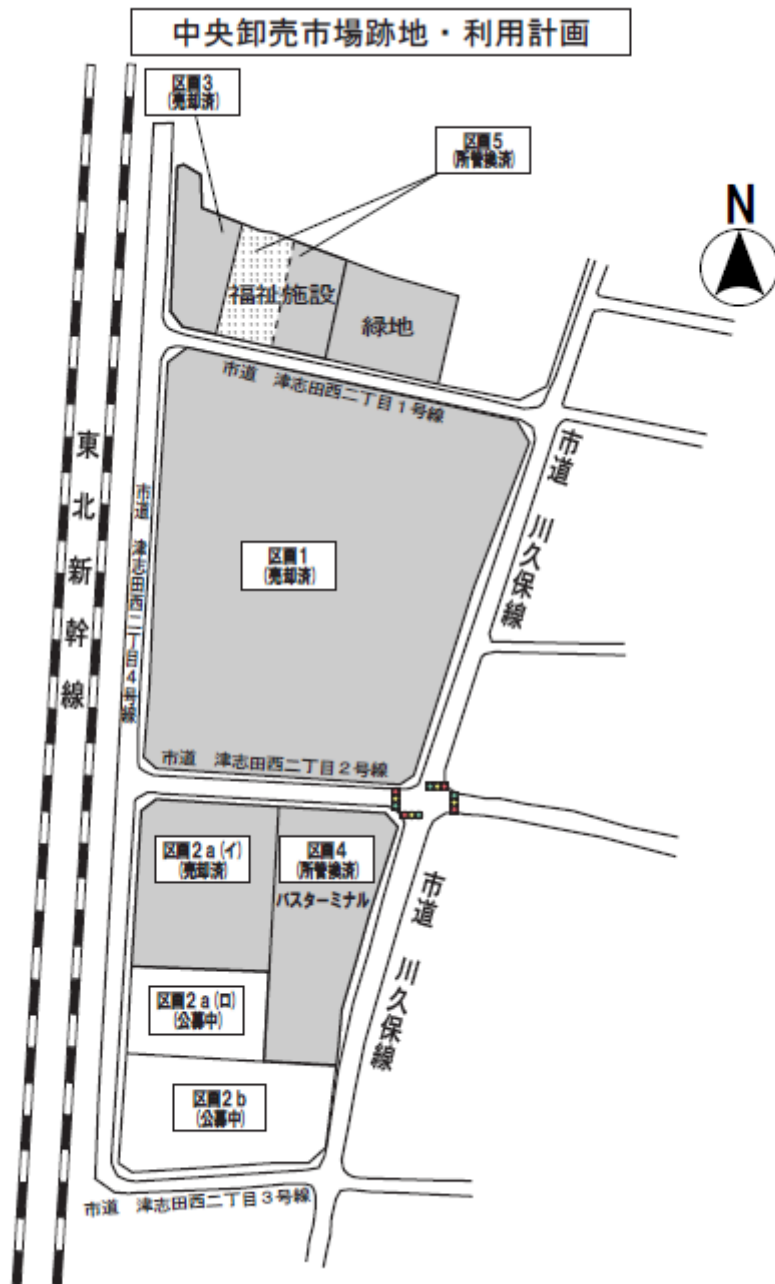 中央卸売市場跡地・利用計画
区画3
(売却済)
区画5
(所管換済)
N
福祉施設
緑地
市道 津志田西二丁目1号線
市道 川久保線
東北新幹線
市道 津志田西二丁目4号線
区画1
(売却済)
市道 津志田西二丁目2号線
区画2a(イ)
(売却済)
区画4
(所管換済)
バスターミナル
市道 川久保線
区画2a(ロ)
(公募中)
区画2b
(公募中)
市道 津志田西二丁目3号線